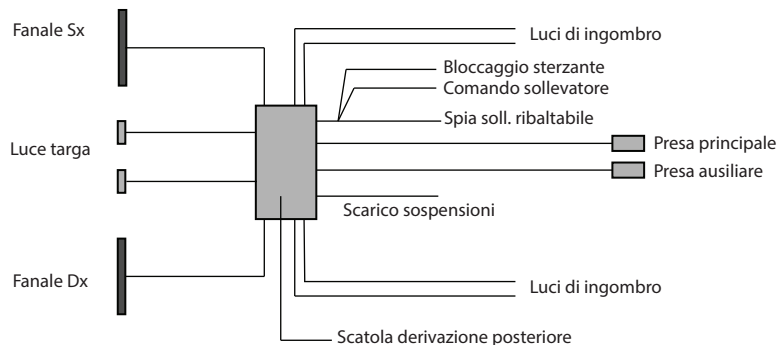 Fanale Sx
Luci di ingombro
Bloccaggio sterzante
Comando sollevatore
Spia soll. ribaltabile
Luce targa
Presa principale
Presa ausiliare
Scarico sospensioni
Fanale Dx
Luci di ingombro
Scatola derivazione posteriore